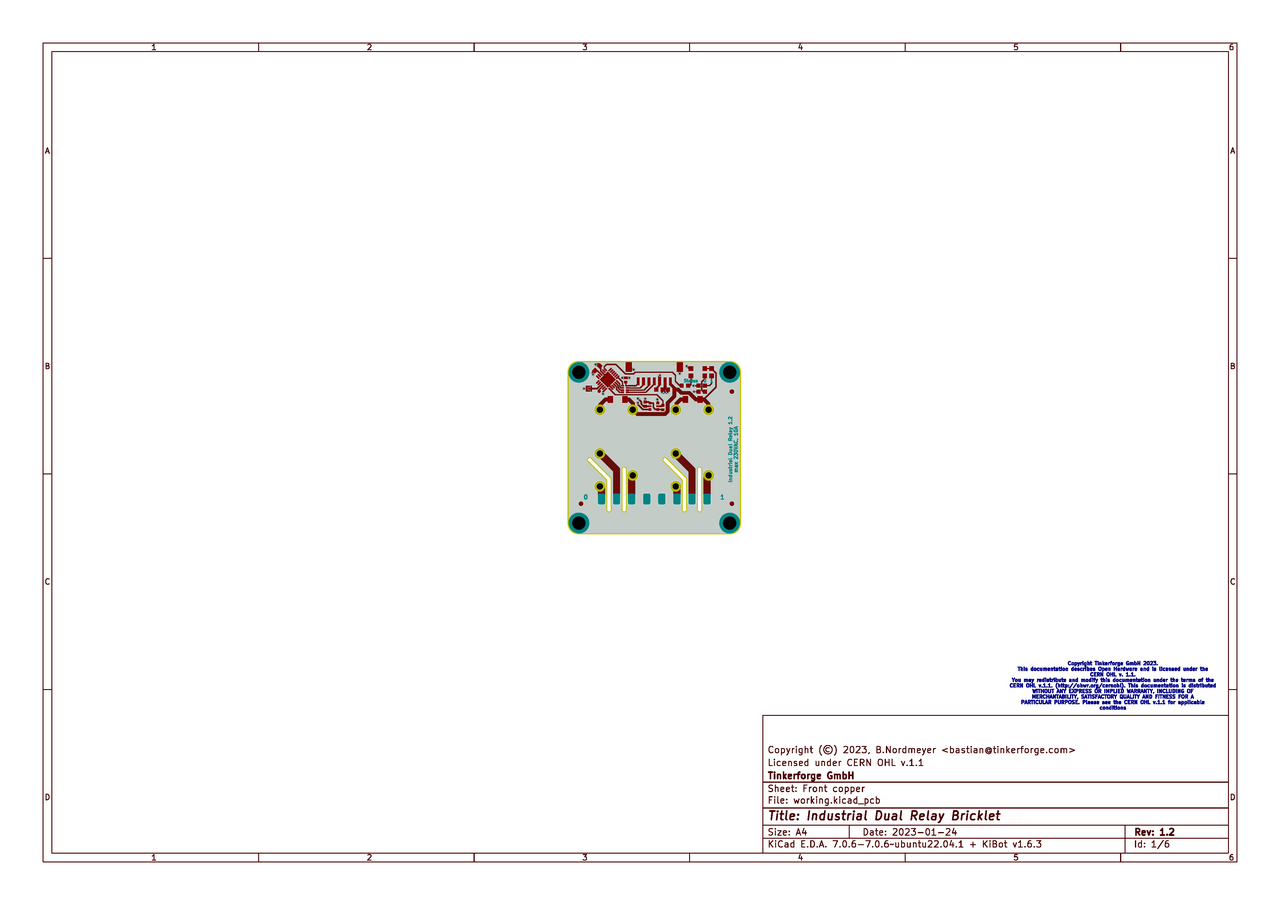 1 2 3 4 5 6
A A
B B
Status
Industrial Dual Relay 1.2
max 230VAC, 10A
0 1
C C
Copyright Tinkerforge GmbH 2023.
This documentation describes Open Hardware and is licensed under the
CERN OHL v. 1.1.
You may redistribute and modify this documentation under the terms of the
CERN OHL v.1.1. (http://ohwr.org/cernohl). This documentation is distributed
WITHOUT ANY EXPRESS OR IMPLIED WARRANTY, INCLUDING OF
MERCHANTABILITY, SATISFACTORY QUALITY AND FITNESS FOR A
PARTICULAR PURPOSE. Please see the CERN OHL v.1.1 for applicable
conditions
Copyright (©) 2023, B.Nordmeyer <bastian@tinkerforge.com>
Licensed under CERN OHL v.1.1
Tinkerforge GmbH
Sheet: Front copper
D D
File: working.kicad_pcb
Title: Industrial Dual Relay Bricklet
Size: A4 Date: 2023-01-24 Rev: 1.2
KiCad E.D.A. 7.0.6-7.0.6~ubuntu22.04.1 + KiBot v1.6.3 Id: 1/6
1 2 3 4 5 6